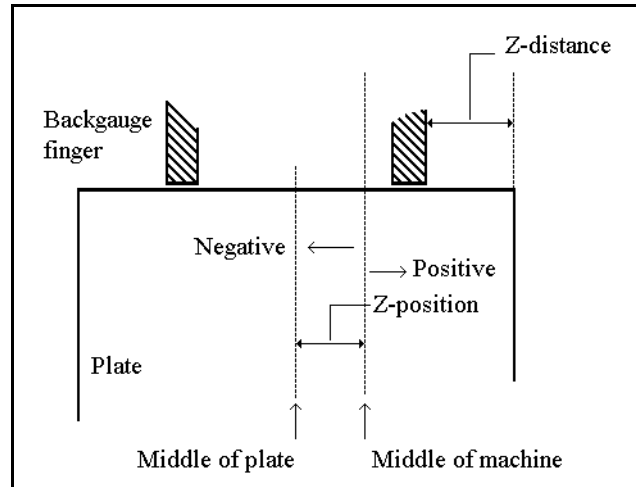 Z-distance
Backgauge
finger
Negative
Positive
Z-position
Plate
Middle of plate
Middle of machine